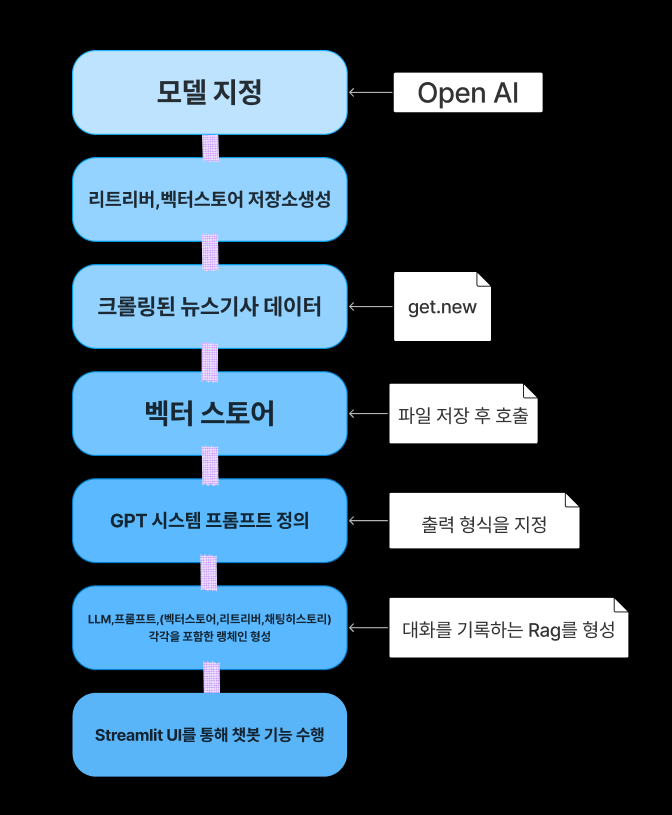 모델 지정
Open AI
리트리버,벡터스토어 저장소생성
크롤링된 뉴스기사 데이터
get.new
벡터 스토어
파일 저장 후 호출
GPT 시스템 프롬프트 정의
출력 형식을 지정
LLM,프롬프트,(벡터스토어,리트리버,채팅히스토리)
각각을 포함한 랭체인 형성
대화를 기록하는 Rag를 형성
Streamlit UI를 통해 챗봇 기능 수행